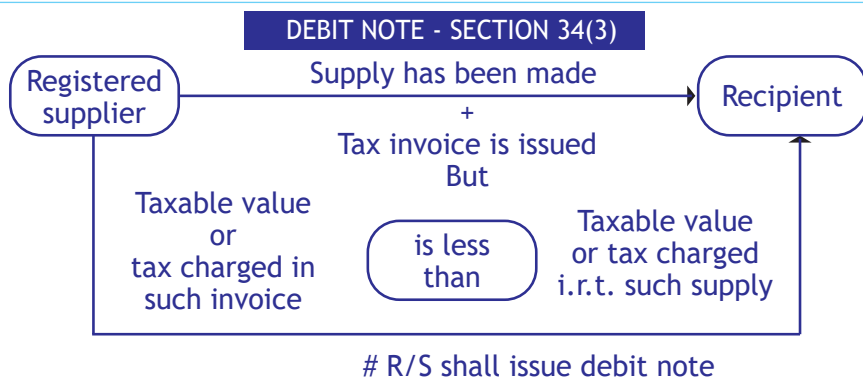 DEBIT NOTE - SECTION 34(3)
Registered
supplier
Supply has been made
+
Tax invoice is issued
But
Recipient
Taxable value
or
tax charged in
such invoice
is less
than
Taxable value
or tax charged
i.r.t. such supply
# R/S shall issue debit note